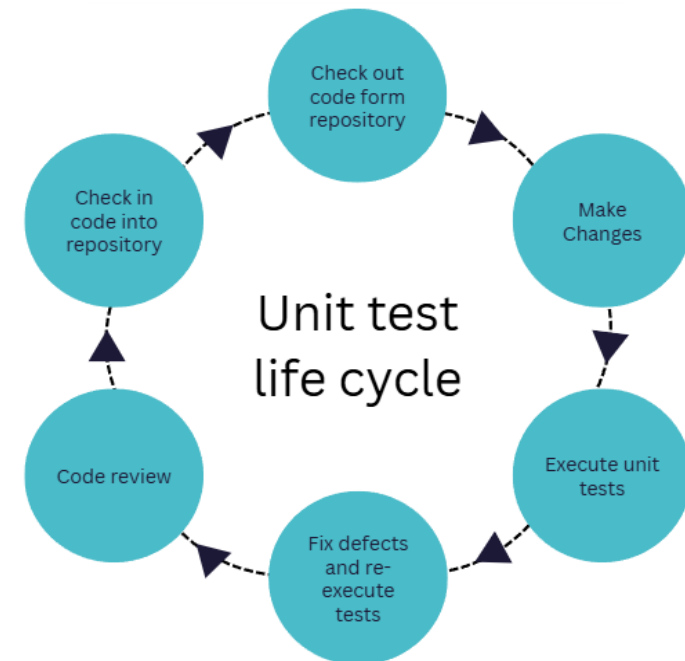 Check out
code form
repository
Make
Changes
Execute unit
tests
Fix defects
and re-
execute
tests
Code review
Check in
code into
repository
Unit test
life cycle